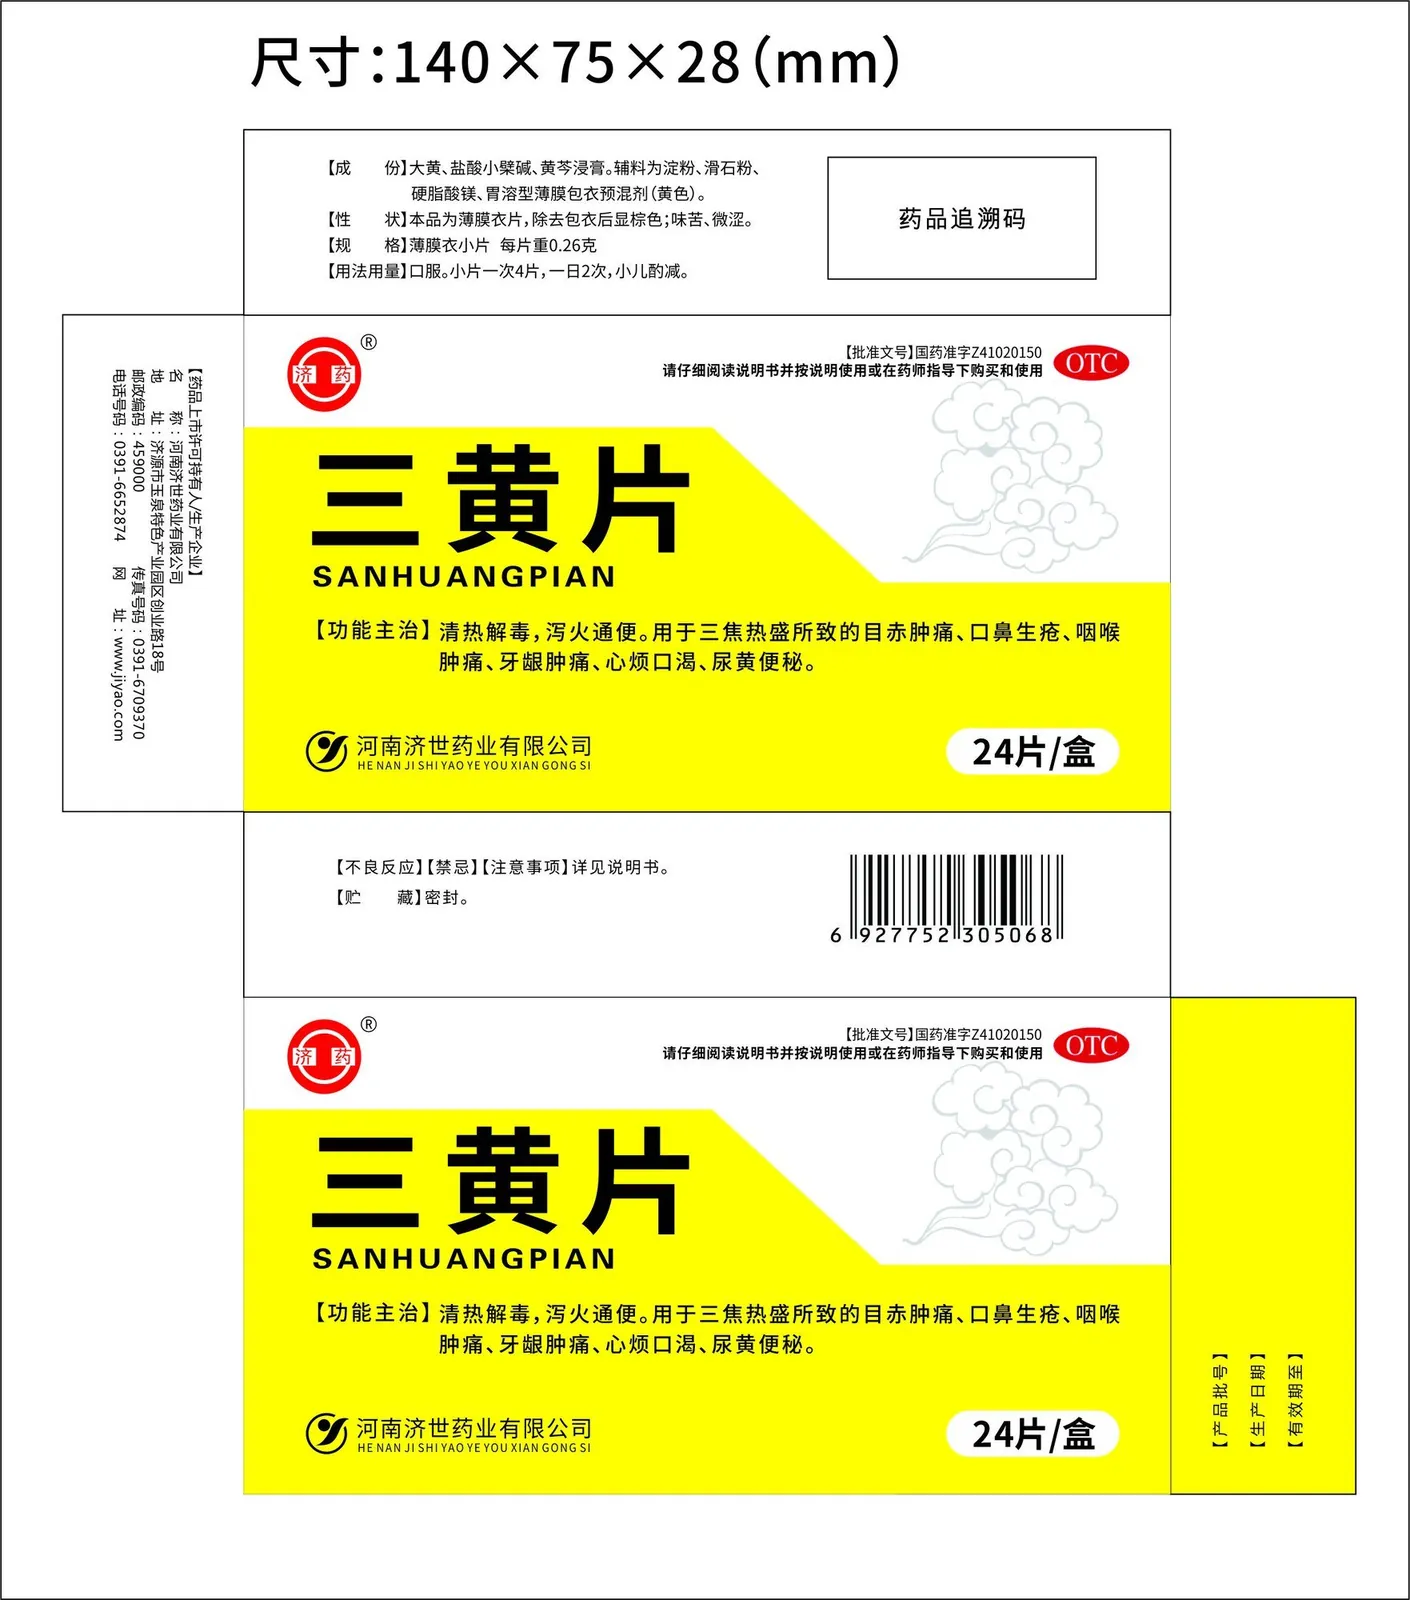 尺寸:140×75×28(mm)
【成　　份】大黄、盐酸小檗碱、黄芩浸膏。辅料为淀粉、滑石粉、
硬脂酸镁、胃溶型薄膜包衣预混剂(黄色)。
【性　　状】本品为薄膜衣片,除去包衣后显棕色;味苦、微涩。
【规　　格】薄膜衣小片 每片重0.26克
【用法用量】口服。小片一次4片,一日2次,小儿酌减。
药品追溯码
【药品上市许可持有人/生产企业】
名　　称:河南济世药业有限公司
地　　址:济源市玉泉特色产业园区创业路18号
邮政编码:459000　传真号码:0391-6709370
电话号码:0391-6652874　网　　址:www.jiyao.com
济药
®
【批准文号】国药准字Z41020150
请仔细阅读说明书并按说明使用或在药师指导下购买和使用
OTC
三黄片
SANHUANGPIAN
【功能主治】清热解毒,泻火通便。用于三焦热盛所致的目赤肿痛、口鼻生疮、咽喉
肿痛、牙龈肿痛、心烦口渴、尿黄便秘。
河南济世药业有限公司
HE NAN JI SHI YAO YE YOU XIAN GONG SI
24片/盒
【不良反应】【禁忌】【注意事项】详见说明书。
【贮　　藏】密封。
6 927752 305068
济药
®
【批准文号】国药准字Z41020150
请仔细阅读说明书并按说明使用或在药师指导下购买和使用
OTC
三黄片
SANHUANGPIAN
【功能主治】清热解毒,泻火通便。用于三焦热盛所致的目赤肿痛、口鼻生疮、咽喉
肿痛、牙龈肿痛、心烦口渴、尿黄便秘。
河南济世药业有限公司
HE NAN JI SHI YAO YE YOU XIAN GONG SI
24片/盒
【产品批号】
【生产日期】
【有效期至】